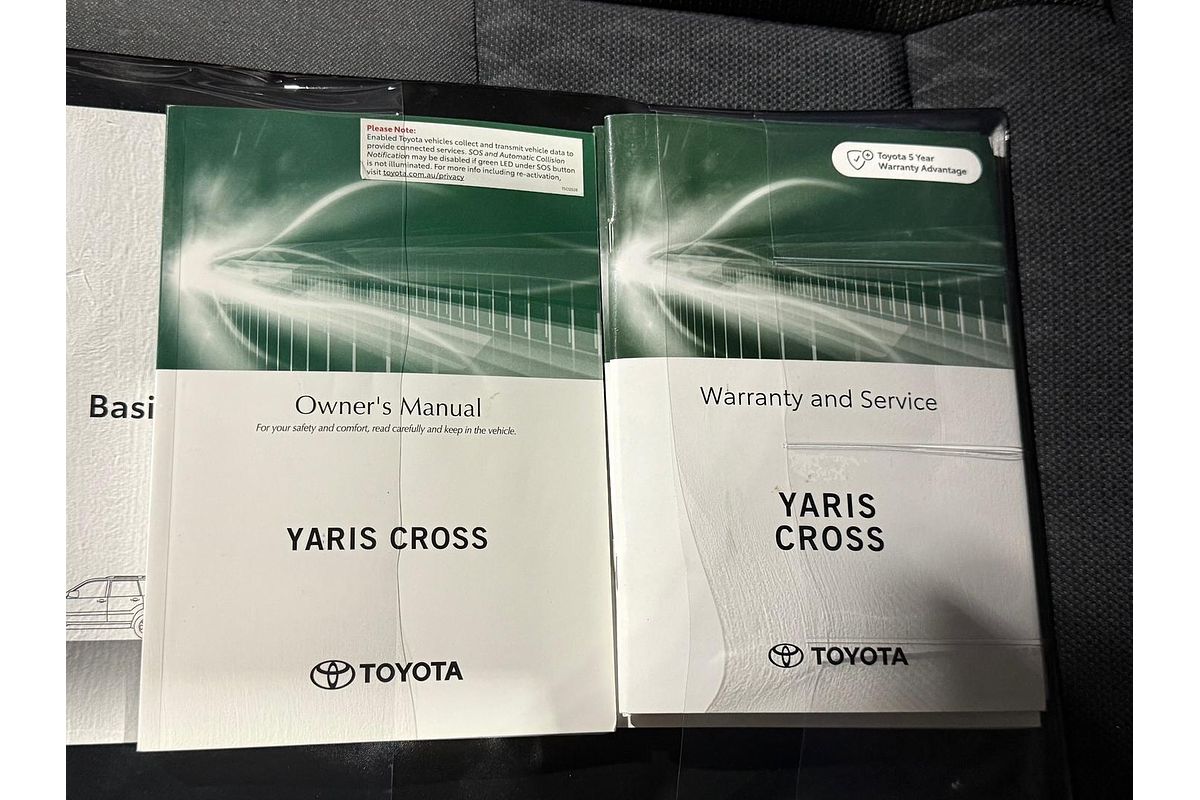 Basi
Please Note:
Enabled Toyota vehicles collect and transmit vehicle data to
provide connected services. SOS and Automatic Collision
Notification may be disabled if green LED under SOS button
is not illuminated. For more info including re-activation,
visit toyota.com.au/privacy
Owner's Manual
For your safety and comfort, read carefully and keep in the vehicle.
YARIS CROSS
TOYOTA
Toyota 5 Year
Warranty Advantage
Warranty and Service
YARIS
CROSS
TOYOTA